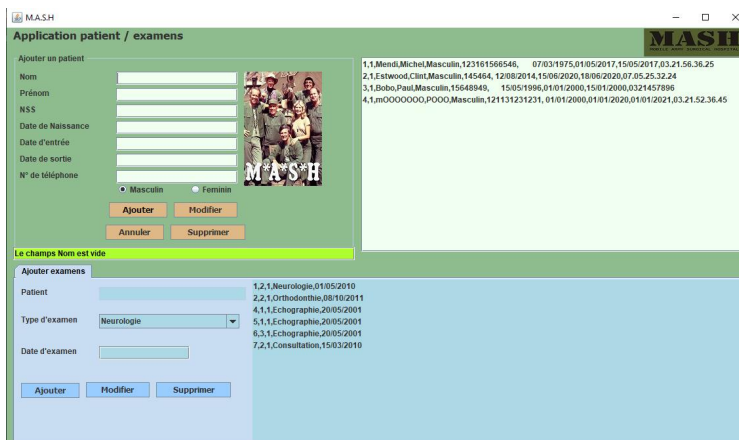 M.A.S.H
Application patient / examens
MASH
MOBILE ARMY SURGICAL HOSPITAL
Ajouter un patient
Nom
Prénom
NSS
Date de Naissance
Date d'entrée
Date de sortie
N° de téléphone
M*A*S*H
Masculin Feminin
Ajouter Modifier
Annuler Supprimer
1,1,Mendi,Michel,Masculin,123161566546, 07/03/1975,01/05/2017,15/05/2017,03.21.56.36.25
2,1,Estwood,Clint,Masculin,145464, 12/08/2014,15/06/2020,18/06/2020,07.05.25.32.24
3,1,Bobo,Paul,Masculin,15648949, 15/05/1996,01/01/2000,15/01/2000,0321457896
4,1,mOOOOOOO,POOO,Masculin,121131231231, 01/01/2000,01/01/2020,01/01/2021,03.21.52.36.45
Le champs Nom est vide
Ajouter examens
Patient
Type d'examen Neurologie
Date d'examen
Ajouter Modifier Supprimer
1,2,1,Neurologie,01/05/2010
2,2,1,Orthodonthie,08/10/2011
4,1,1,Echographie,20/05/2001
5,1,1,Echographie,20/05/2001
6,3,1,Echographie,20/05/2001
7,2,1,Consultation,15/03/2010